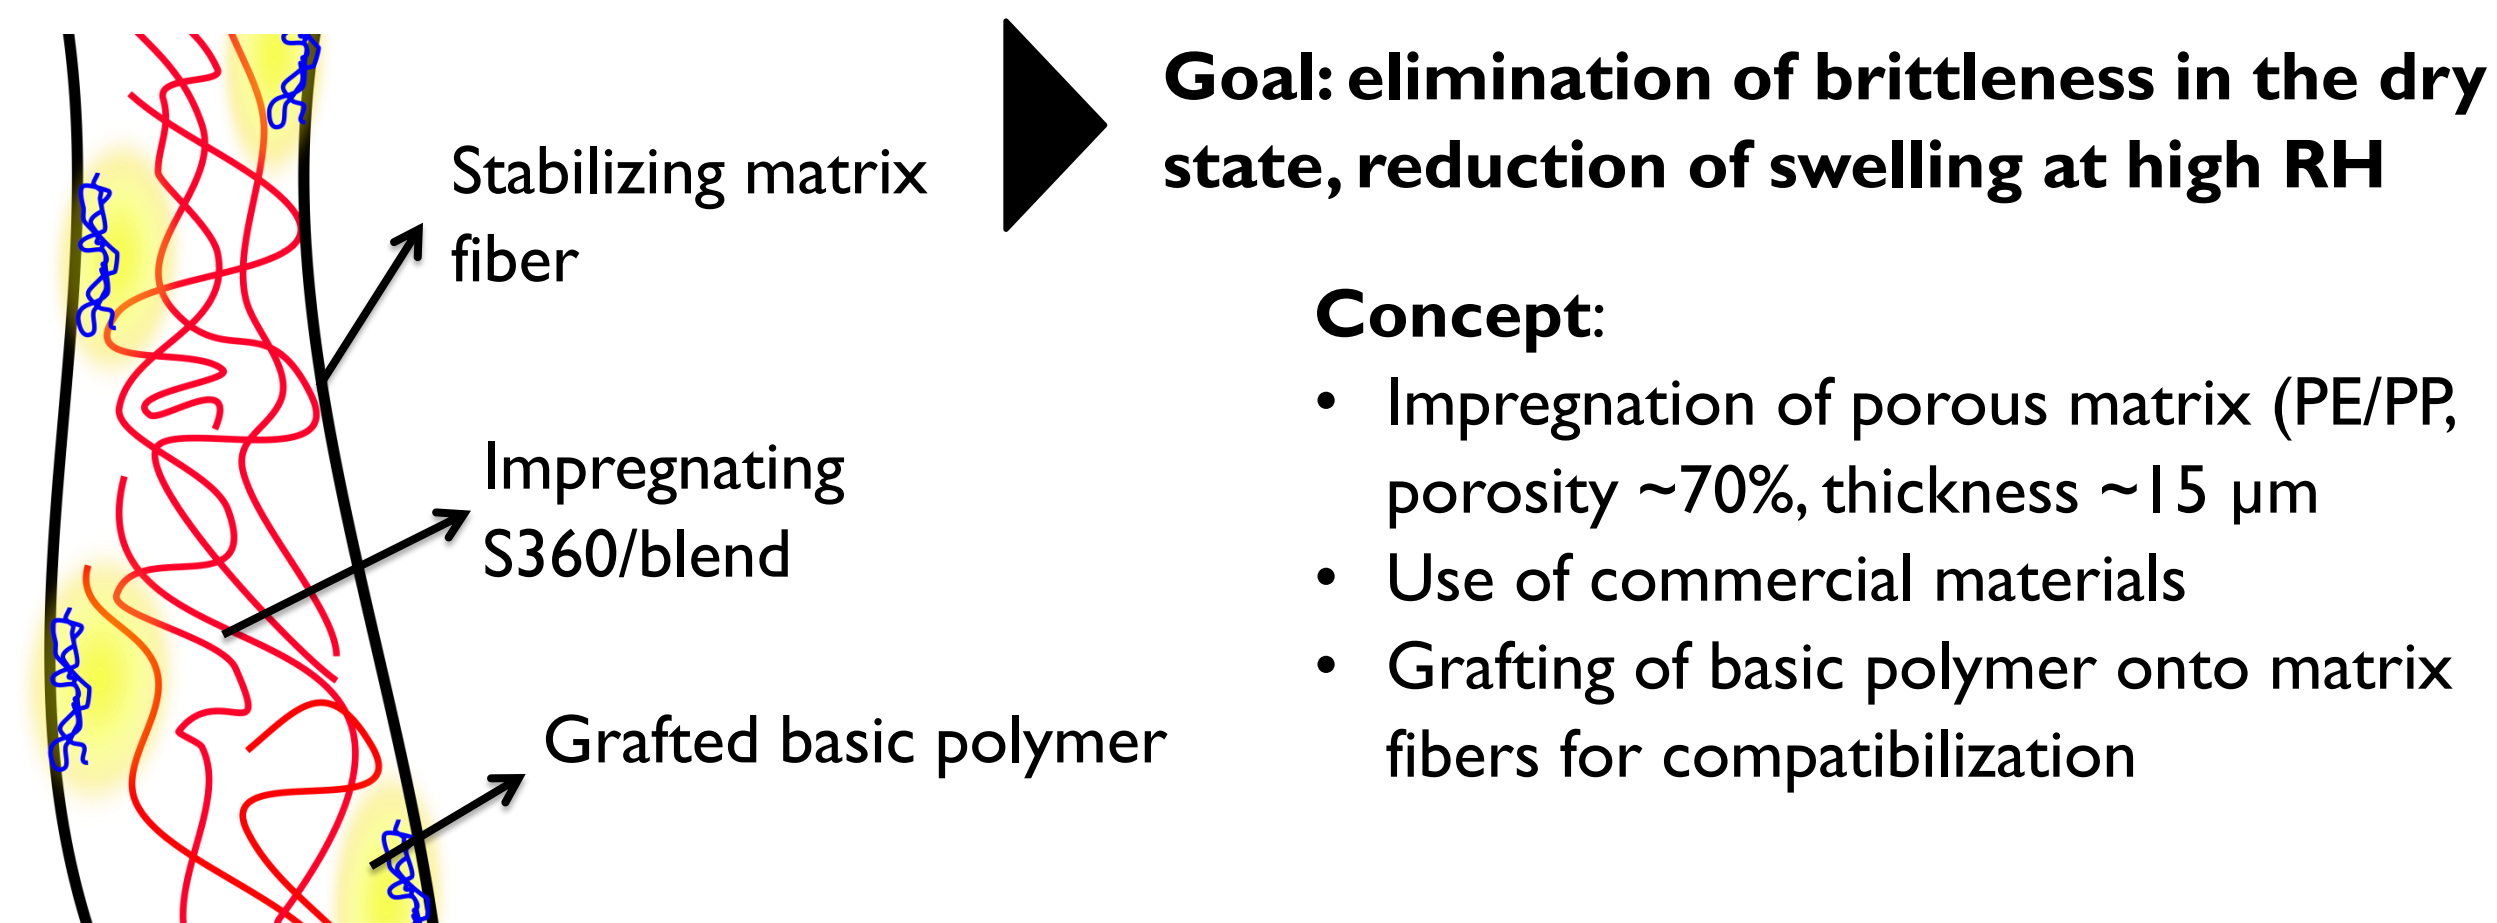 Stabilizing matrix
fiber
Impregnating
S360/blend
Grafted basic polymer
Goal: elimination of brittleness in the dry
state, reduction of swelling at high RH
Concept:
• Impregnation of porous matrix (PE/PP,
porosity ~70%, thickness ~15 µm
• Use of commercial materials
• Grafting of basic polymer onto matrix
fibers for compatibilization